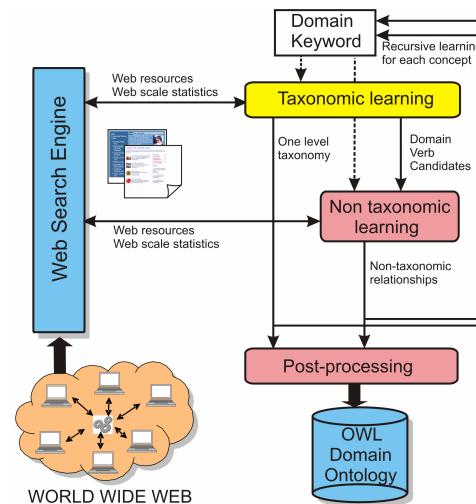 Domain
Keyword
Recursive learning
for each concept
Web resources
Web scale statistics
Taxonomic learning
Web Search Engine
One level
taxonomy
Domain
Verb
Candidates
Non taxonomic
learning
Web resources
Web scale statistics
Non-taxonomic
relationships
Post-processing
OWL
Domain
Ontology
WORLD WIDE WEB